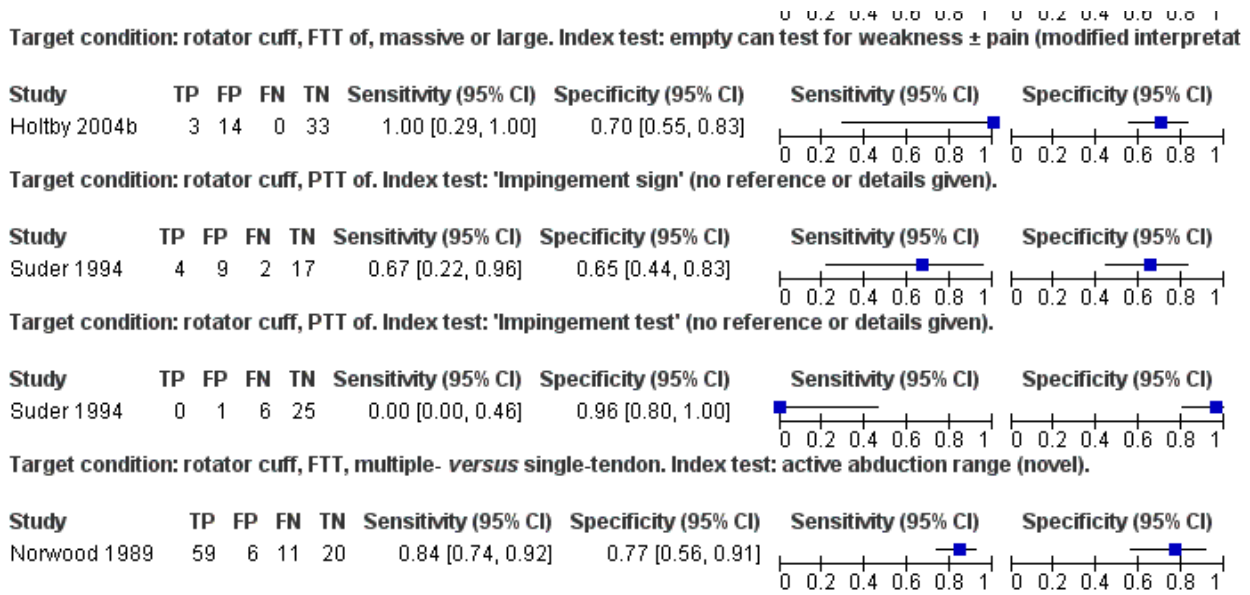 0 0.2 0.4 0.6 0.8 1 0 0.2 0.4 0.6 0.8 1
Target condition: rotator cuff, FTT of, massive or large. Index test: empty can test for weakness ± pain (modified interpretat
Study TP FP FN TN Sensitivity (95% CI) Specificity (95% CI) Sensitivity (95% CI) Specificity (95% CI)
Holtby 2004b 3 14 0 33 1.00 [0.29, 1.00] 0.70 [0.55, 0.83]
0 0.2 0.4 0.6 0.8 1 0 0.2 0.4 0.6 0.8 1
Target condition: rotator cuff, PTT of. Index test: 'Impingement sign' (no reference or details given).
Study TP FP FN TN Sensitivity (95% CI) Specificity (95% CI) Sensitivity (95% CI) Specificity (95% CI)
Suder 1994 4 9 2 17 0.67 [0.22, 0.96] 0.65 [0.44, 0.83]
0 0.2 0.4 0.6 0.8 1 0 0.2 0.4 0.6 0.8 1
Target condition: rotator cuff, PTT of. Index test: 'Impingement test' (no reference or details given).
Study TP FP FN TN Sensitivity (95% CI) Specificity (95% CI) Sensitivity (95% CI) Specificity (95% CI)
Suder 1994 0 1 6 25 0.00 [0.00, 0.46] 0.96 [0.80, 1.00]
0 0.2 0.4 0.6 0.8 1 0 0.2 0.4 0.6 0.8 1
Target condition: rotator cuff, FTT, multiple- versus single-tendon. Index test: active abduction range (novel).
Study TP FP FN TN Sensitivity (95% CI) Specificity (95% CI) Sensitivity (95% CI) Specificity (95% CI)
Norwood 1989 59 6 11 20 0.84 [0.74, 0.92] 0.77 [0.56, 0.91]
0 0.2 0.4 0.6 0.8 1 0 0.2 0.4 0.6 0.8 1